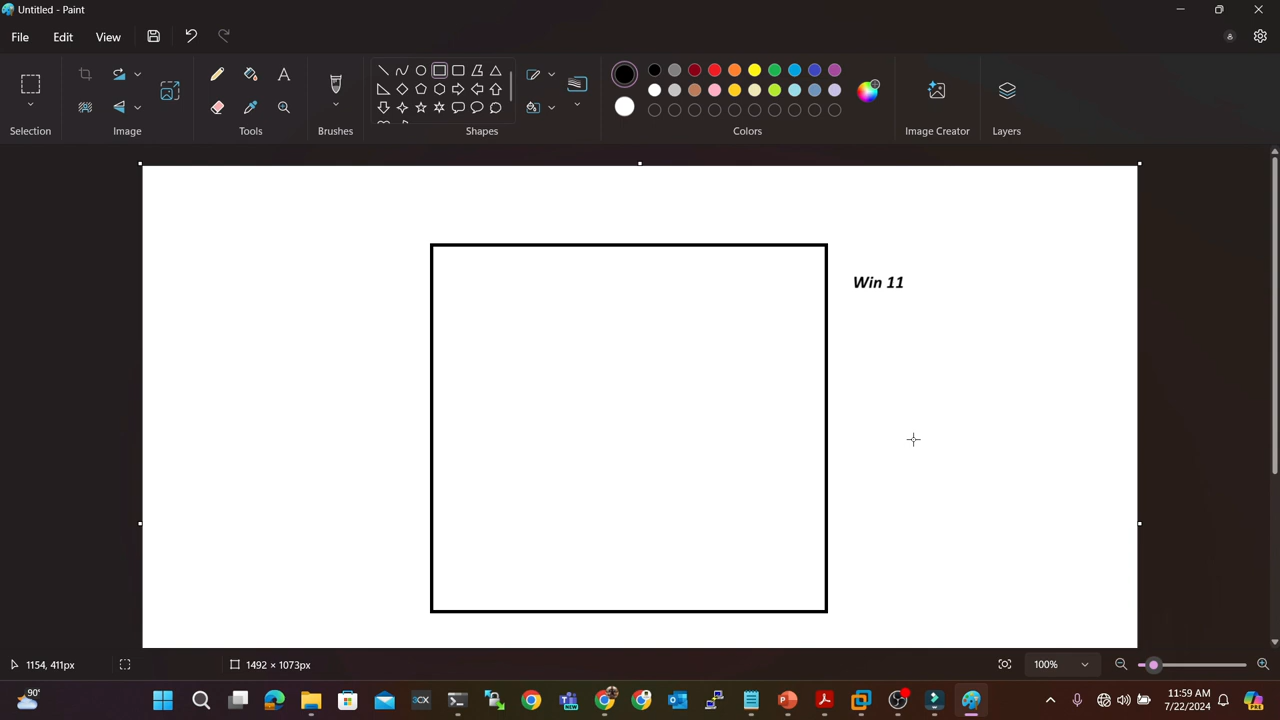 Untitled - Paint
File Edit View
Selection Image Tools Brushes Shapes Colors Image Creator Layers
Win 11
1154, 411px 1492 × 1073px 100%
90°
11:59 AM
7/22/2024